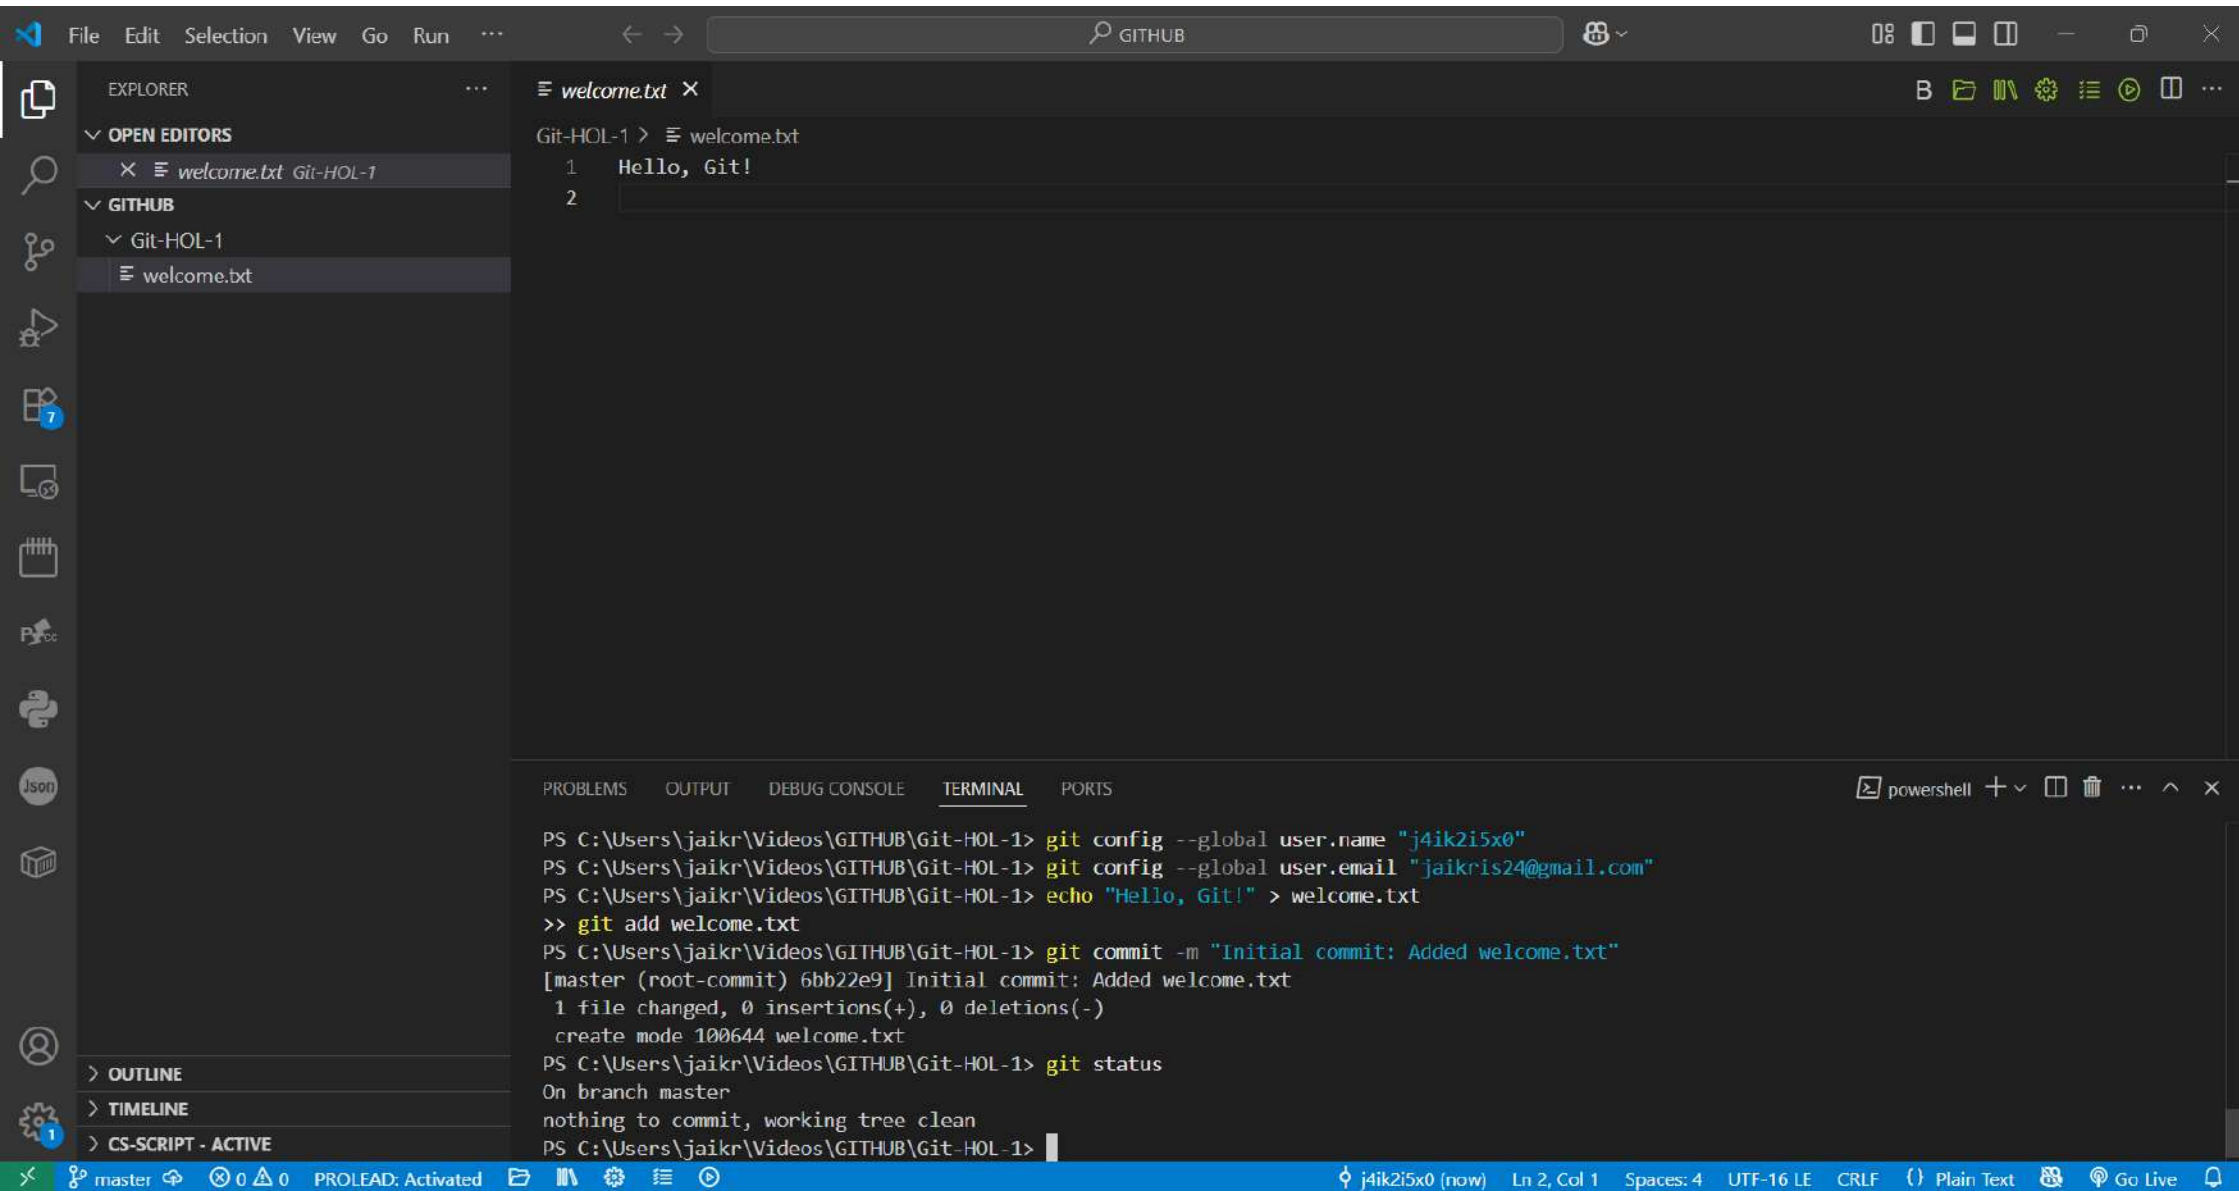 File Edit Selection View Go Run ···
GITHUB
EXPLORER
OPEN EDITORS
welcome.txt Git-HOL-1
GITHUB
Git-HOL-1
welcome.txt
OUTLINE
TIMELINE
CS-SCRIPT - ACTIVE
7
Json
1
welcome.txt
B
Git-HOL-1 > welcome.txt
1 Hello, Git!
2
PROBLEMS OUTPUT DEBUG CONSOLE TERMINAL PORTS
powershell
PS C:\Users\jaikr\Videos\GITHUB\Git-HOL-1> git config --global user.name "j4ik2i5x0"
PS C:\Users\jaikr\Videos\GITHUB\Git-HOL-1> git config --global user.email "jaikris24@gmail.com"
PS C:\Users\jaikr\Videos\GITHUB\Git-HOL-1> echo "Hello, Git!" > welcome.txt
>> git add welcome.txt
PS C:\Users\jaikr\Videos\GITHUB\Git-HOL-1> git commit -m "Initial commit: Added welcome.txt"
[master (root-commit) 6bb22e9] Initial commit: Added welcome.txt
1 file changed, 0 insertions(+), 0 deletions(-)
create mode 100644 welcome.txt
PS C:\Users\jaikr\Videos\GITHUB\Git-HOL-1> git status
On branch master
nothing to commit, working tree clean
PS C:\Users\jaikr\Videos\GITHUB\Git-HOL-1>
master 0 0 PROLEAD: Activated
j4ik2i5x0 (now) Ln 2, Col 1 Spaces: 4 UTF-16 LE CRLF {} Plain Text Go Live